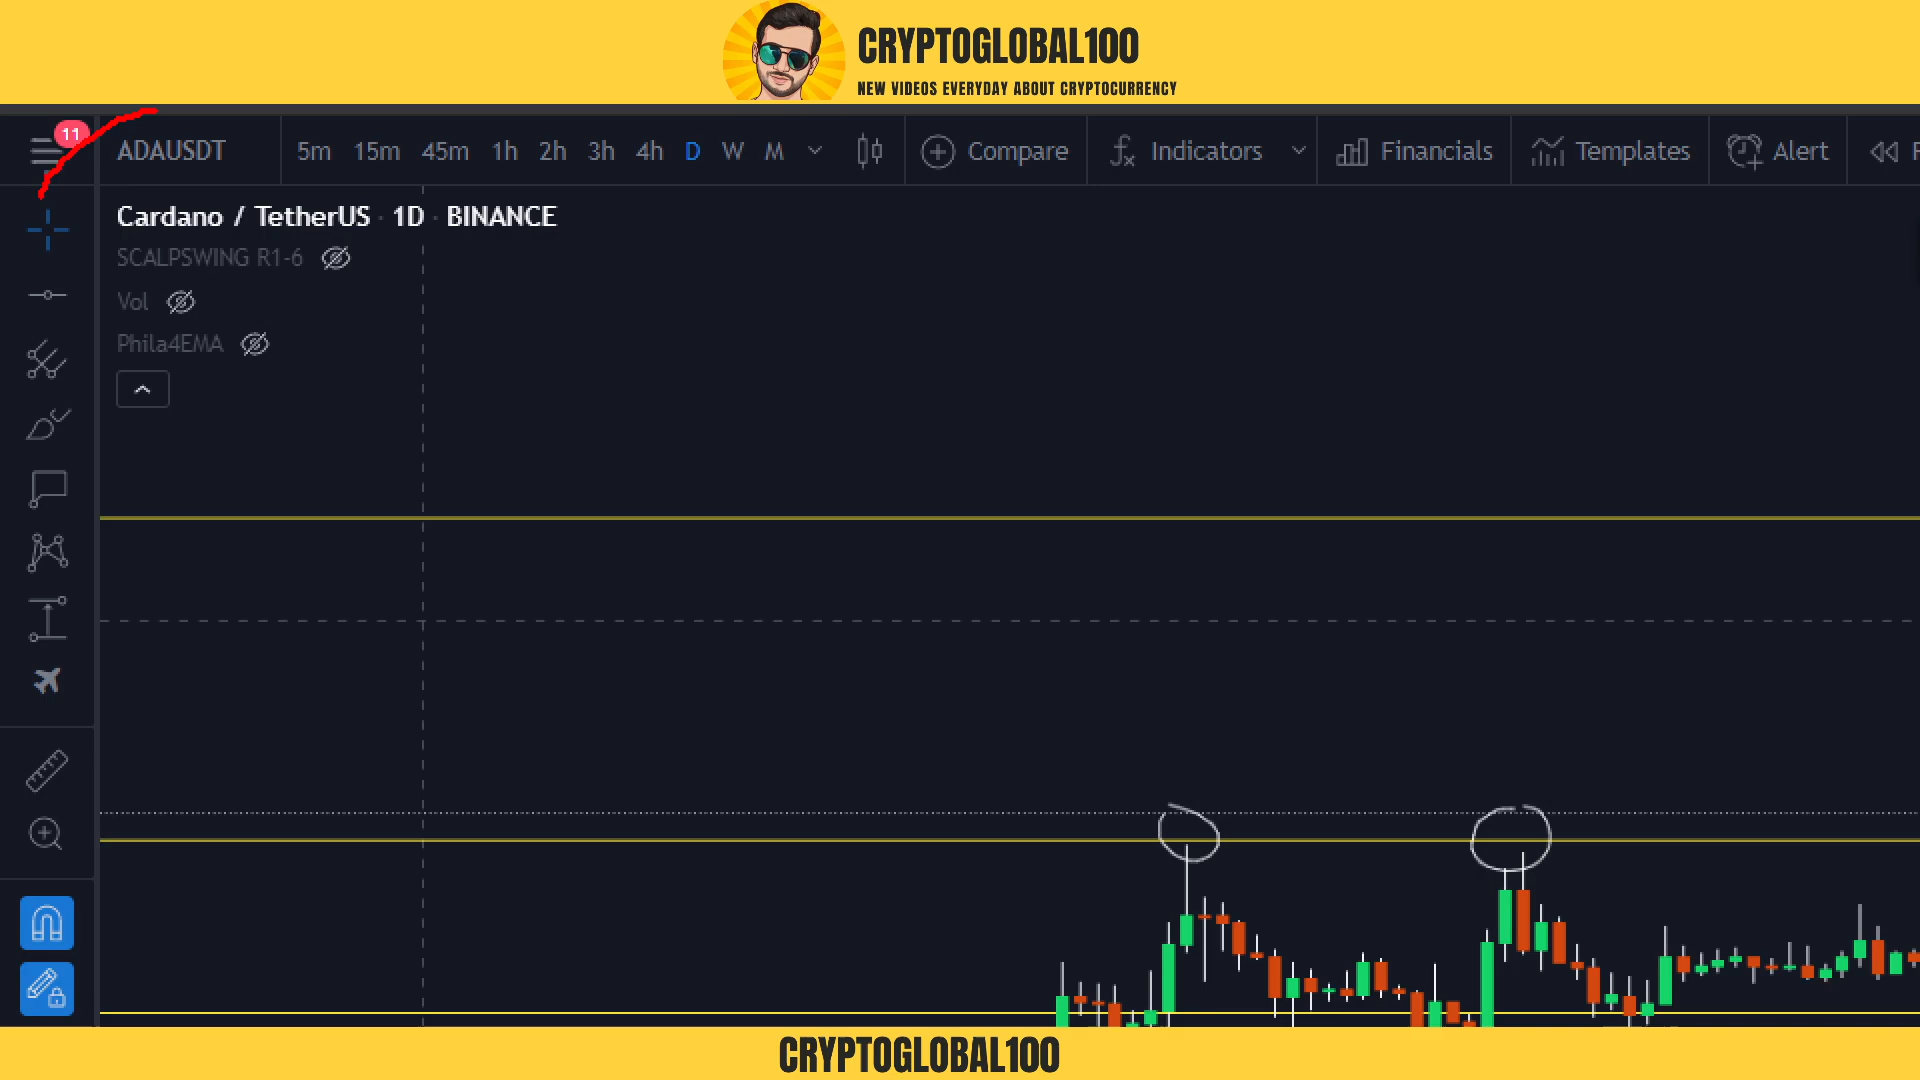 CRYPTOGLOBAL100
NEW VIDEOS EVERYDAY ABOUT CRYPTOCURRENCY
11
ADAUSDT 5m 15m 45m 1h 2h 3h 4h D W M Compare Indicators Financials Templates Alert
Cardano / TetherUS · 1D · BINANCE
SCALPSWING R1-6
Vol
Phila4EMA
CRYPTOGLOBAL100